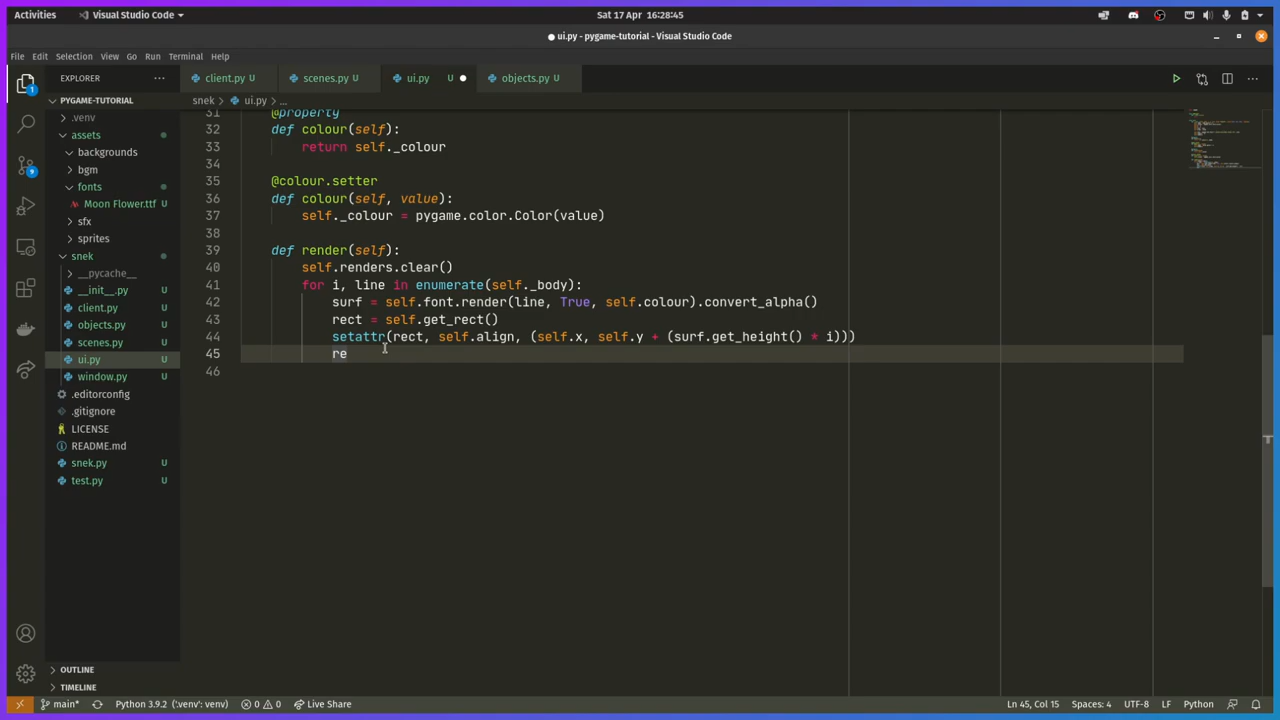 Activities Visual Studio Code Sat 17 Apr 16:28:45
ui.py - pygame-tutorial - Visual Studio Code
File Edit Selection View Go Run Terminal Help
EXPLORER client.py U scenes.py U ui.py U objects.py U
PYGAME-TUTORIAL snek ui.py ...
.venv
assets
backgrounds
bgm
fonts
Moon Flower.ttf U
sfx
sprites
snek
__pycache__
__init__.py U
client.py U
objects.py U
scenes.py U
ui.py U
window.py U
.editorconfig
.gitignore
LICENSE
README.md
snek.py U
test.py U
OUTLINE
TIMELINE
1
9
31 @property
32 def colour(self):
33 return self._colour
34
35 @colour.setter
36 def colour(self, value):
37 self._colour = pygame.color.Color(value)
38
39 def render(self):
40 self.renders.clear()
41 for i, line in enumerate(self._body):
42 surf = self.font.render(line, True, self.colour).convert_alpha()
43 rect = self.get_rect()
44 setattr(rect, self.align, (self.x, self.y + (surf.get_height() * i)))
45 re
46
main* Python 3.9.2 ('.venv': venv) 0 0 Live Share Ln 45, Col 15 Spaces: 4 UTF-8 LF Python